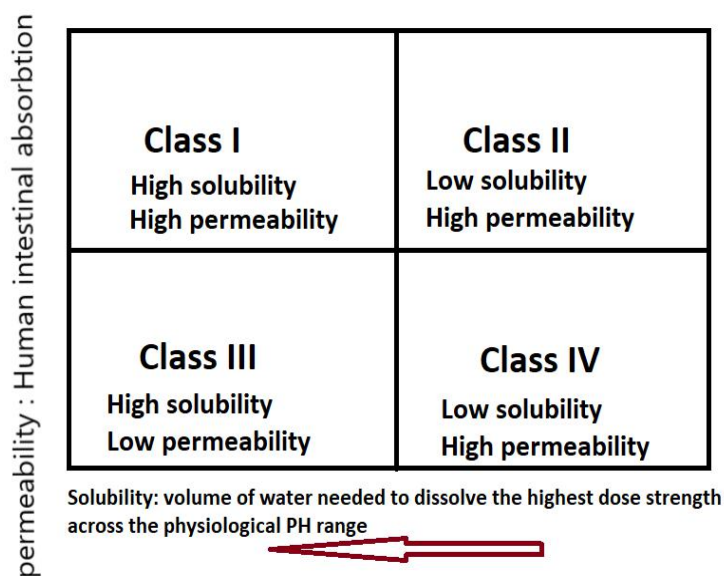 permeability : Human intestinal absorbtion
Class I
High solubility
High permeability
Class II
Low solubility
High permeability
Class III
High solubility
Low permeability
Class IV
Low solubility
High permeability
Solubility: volume of water needed to dissolve the highest dose strength
across the physiological PH range